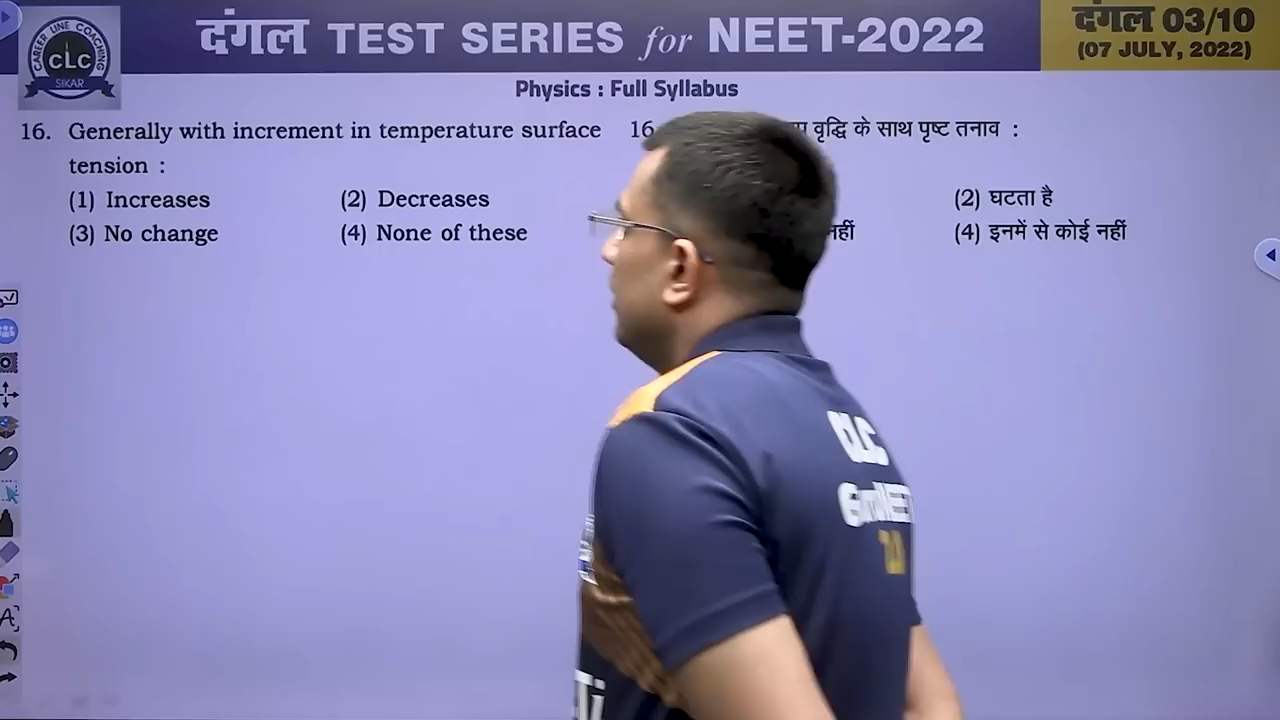 दंगल TEST SERIES for NEET-2022
दंगल 03/10
(07 JULY, 2022)
CAREER LINE COACHING
CLC
SIKAR
Physics : Full Syllabus
16. Generally with increment in temperature surface
tension :
(1) Increases (2) Decreases
(3) No change (4) None of these
16 वृद्धि के साथ पृष्ट तनाव :
(2) घटता है
नहीं (4) इनमें से कोई नहीं
CLC